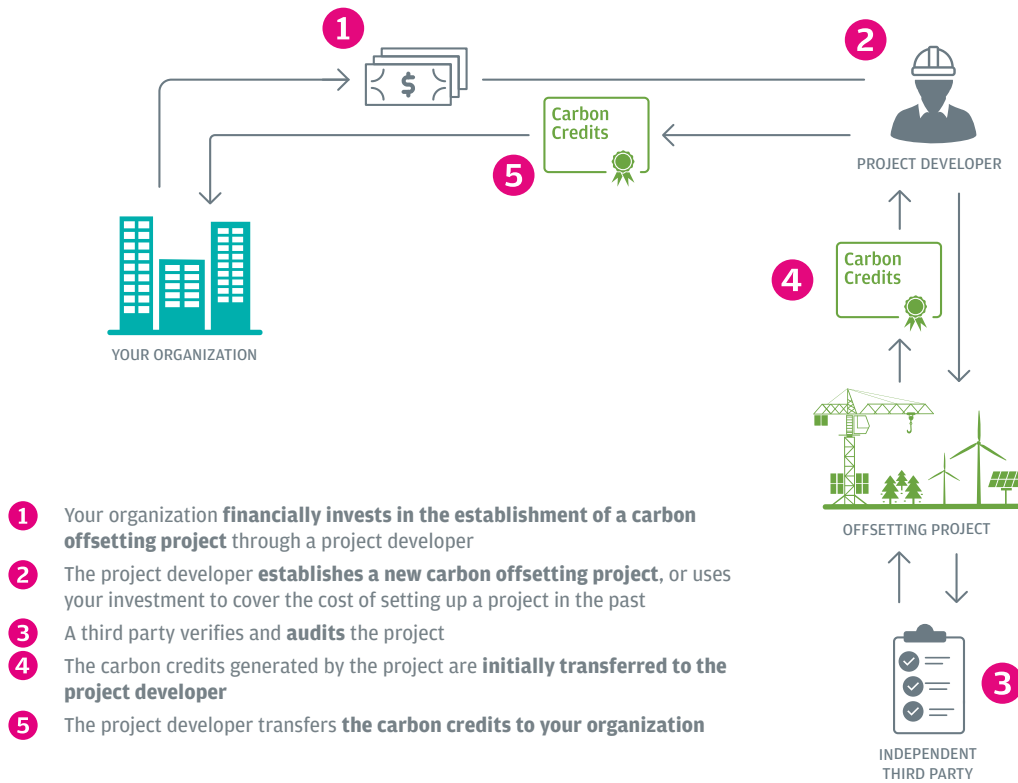 1
2
$
Carbon
Credits
5
PROJECT DEVELOPER
Carbon
Credits
4
YOUR ORGANIZATION
OFFSETTING PROJECT
1 Your organization financially invests in the establishment of a carbon
offsetting project through a project developer
2 The project developer establishes a new carbon offsetting project, or uses
your investment to cover the cost of setting up a project in the past
3 A third party verifies and audits the project
4 The carbon credits generated by the project are initially transferred to the
project developer
5 The project developer transfers the carbon credits to your organization
3
INDEPENDENT
THIRD PARTY